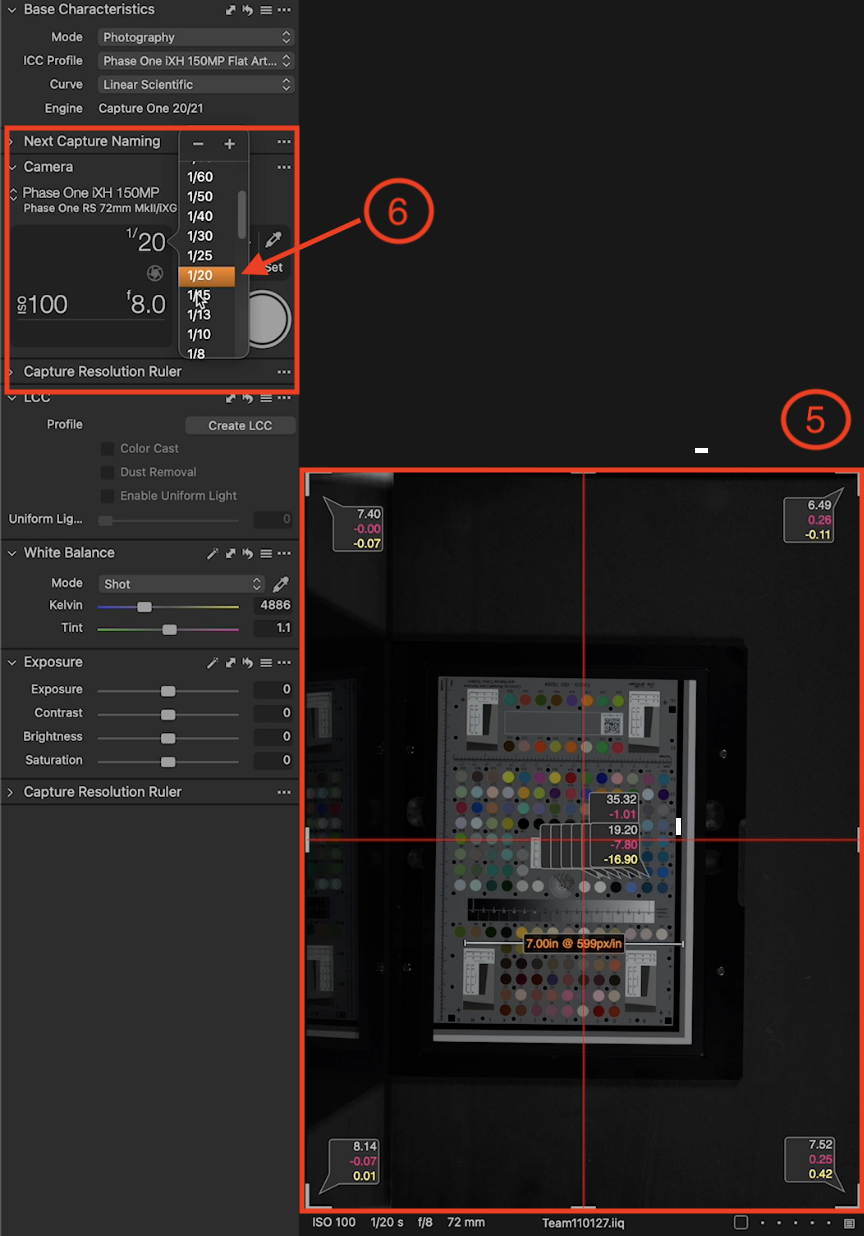 Base Characteristics
Mode Photography
ICC Profile Phase One iXH 150MP Flat Art...
Curve Linear Scientific
Engine Capture One 20/21
Next Capture Naming
Camera
Phase One iXH 150MP
Phase One RS 72mm MkII/iXG
1/20
ISO 100
f8.0
1/60
1/50
1/40
1/30
1/25
1/20
1/15
1/13
1/10
1/8
Set
6
Capture Resolution Ruler
LCC
Profile Create LCC
Color Cast
Dust Removal
Enable Uniform Light
Uniform Lig... 0
White Balance
Mode Shot
Kelvin 4886
Tint 1.1
Exposure
Exposure 0
Contrast 0
Brightness 0
Saturation 0
Capture Resolution Ruler
5
7.40
-0.00
-0.07
6.49
0.26
-0.11
35.32
-1.01
19.20
-7.80
-16.90
7.00in @ 599px/in
8.14
-0.07
0.01
7.52
0.25
0.42
ISO 100 1/20 s f/8 72 mm Team110127.iiq